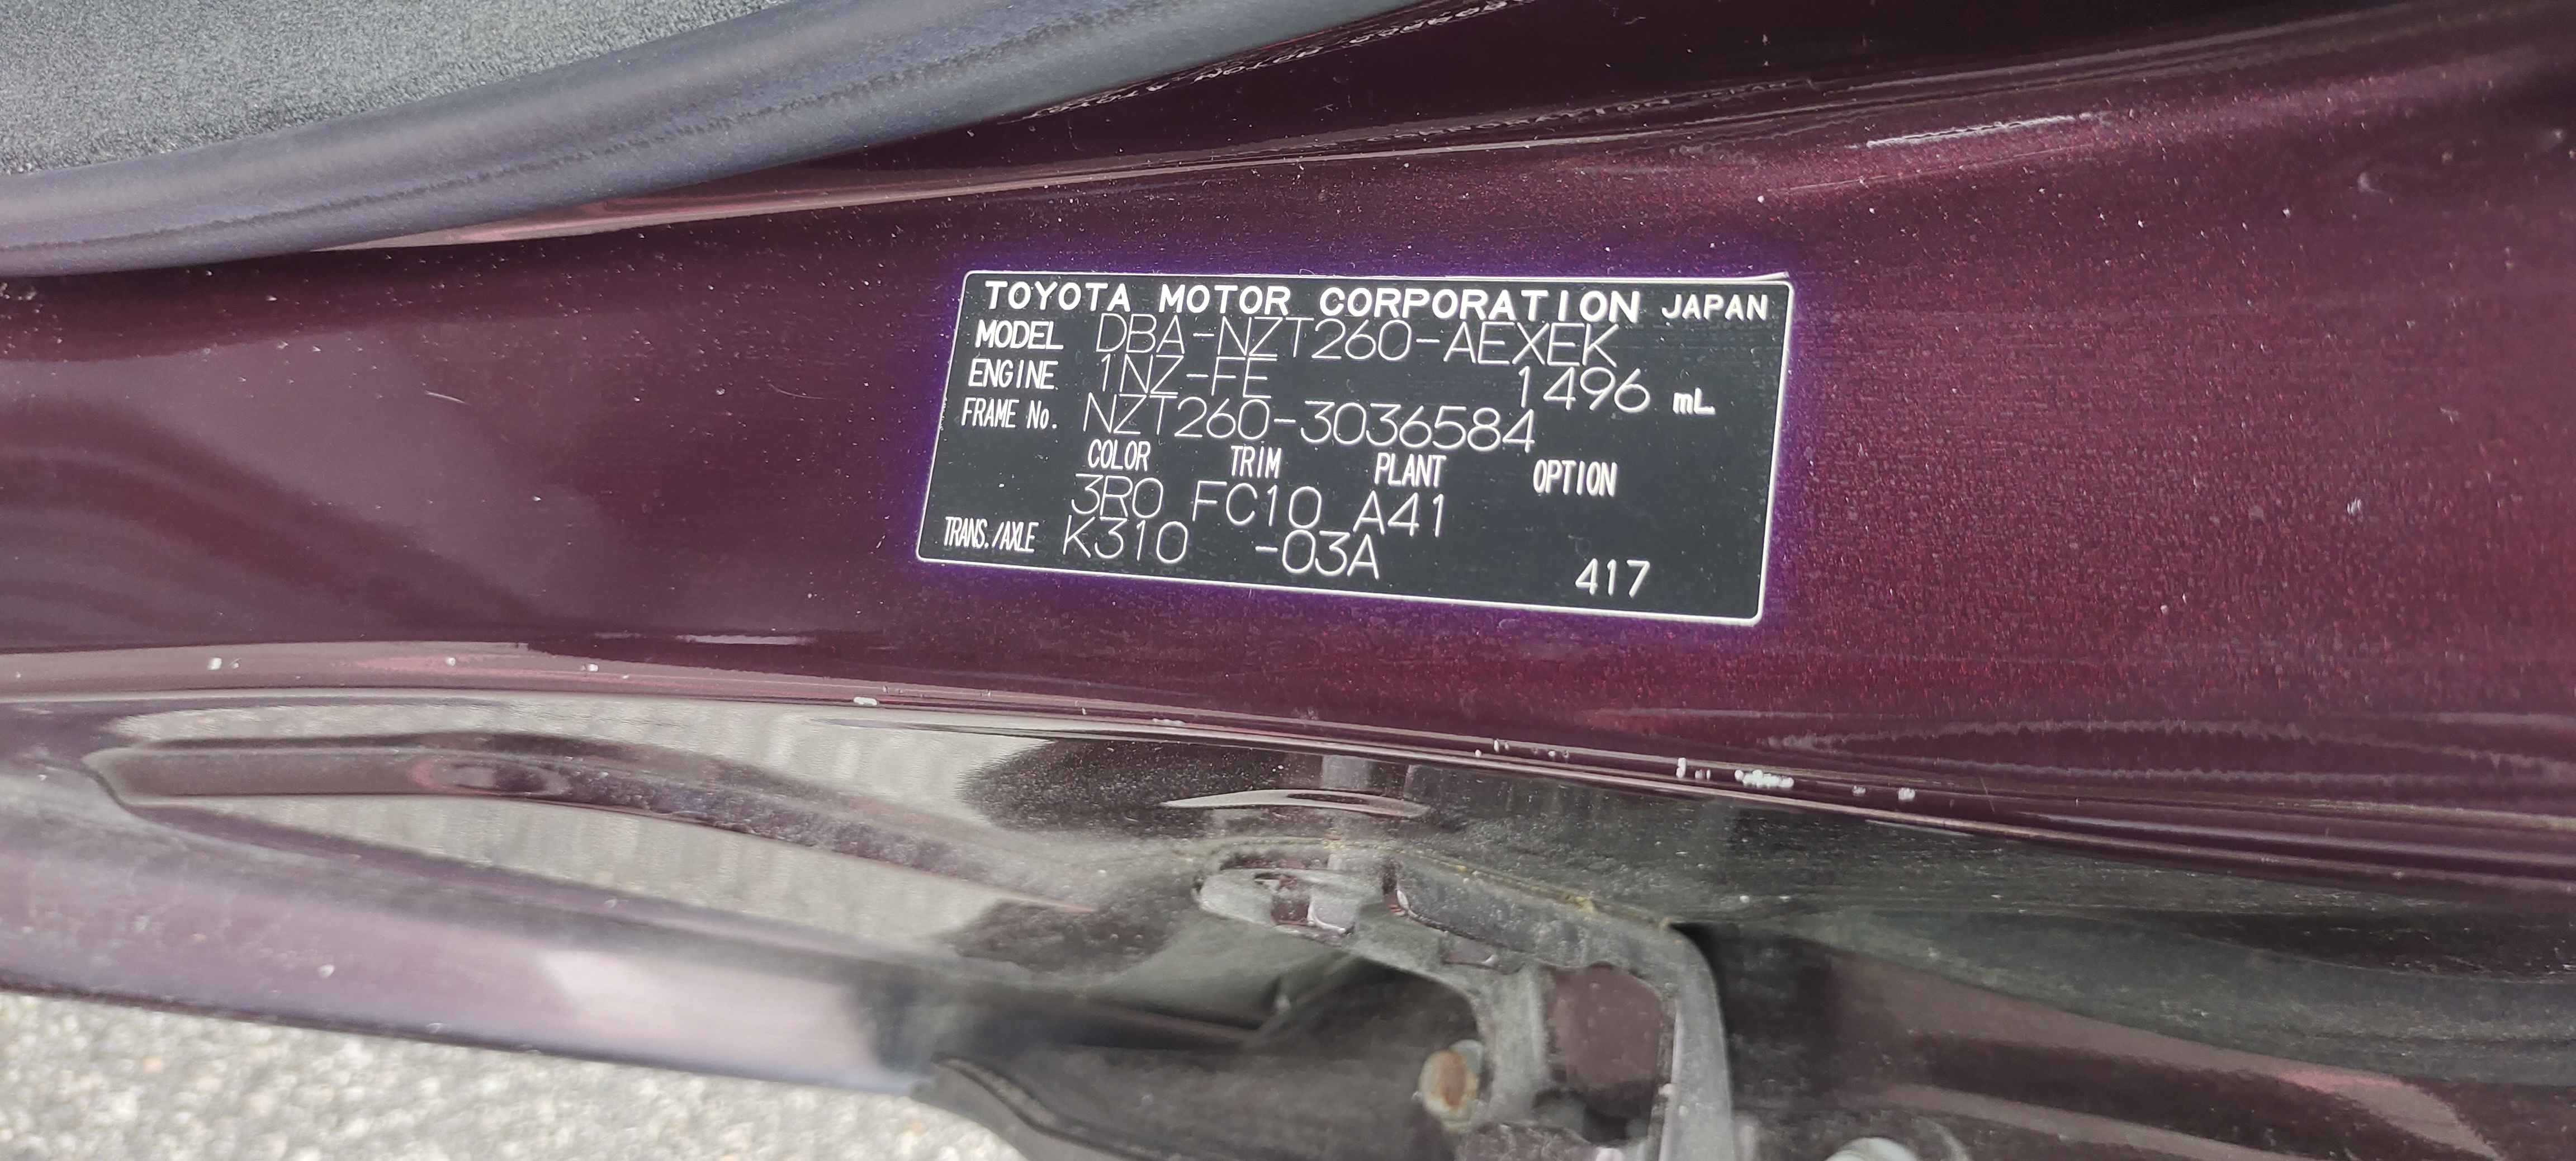 TOYOTA MOTOR CORPORATION JAPAN
MODEL DBA-NZT260-AEXEK
ENGINE 1NZ-FE 1496 mL
FRAME No. NZT260-3036584
COLOR TRIM PLANT OPTION
3R0 FC10 A41
TRANS./AXLE K310 -03A
417